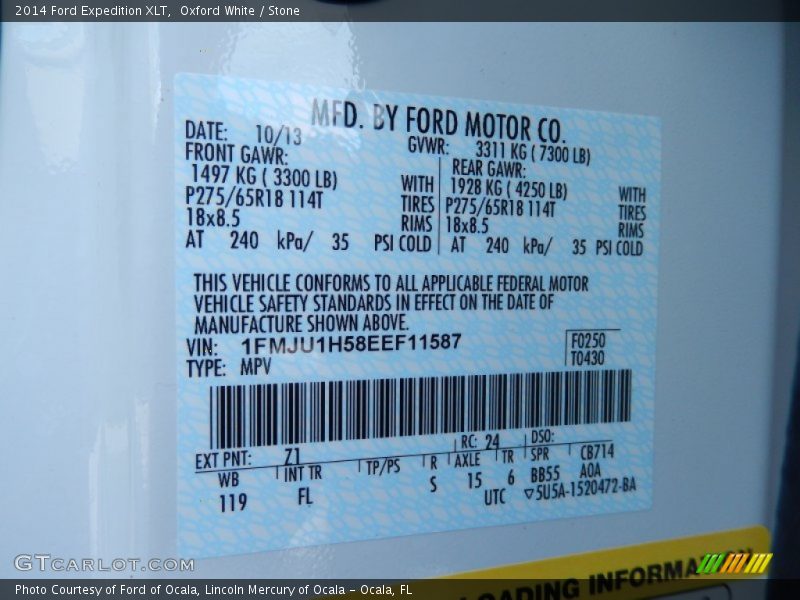 2014 Ford Expedition XLT, Oxford White / Stone
MFD. BY FORD MOTOR CO.
DATE: 10/13 GVWR: 3311 KG ( 7300 LB)
FRONT GAWR: REAR GAWR:
1497 KG ( 3300 LB) WITH 1928 KG ( 4250 LB) WITH
P275/65R18 114T TIRES P275/65R18 114T TIRES
18x8.5 RIMS 18x8.5 RIMS
AT 240 kPa/ 35 PSI COLD AT 240 kPa/ 35 PSI COLD
THIS VEHICLE CONFORMS TO ALL APPLICABLE FEDERAL MOTOR
VEHICLE SAFETY STANDARDS IN EFFECT ON THE DATE OF
MANUFACTURE SHOWN ABOVE.
VIN: 1FMJU1H58EEF11587 F0250
TYPE: MPV T0430
EXT PNT: Z1 RC: 24 DSO:
WB INT TR TP/PS R AXLE TR SPR CB714
119 FL S 15 6 BB55 A0A
UTC ▽5U5A-1520472-BA
LOADING INFORMATION
GTCARLOT.COM
Photo Courtesy of Ford of Ocala, Lincoln Mercury of Ocala - Ocala, FL